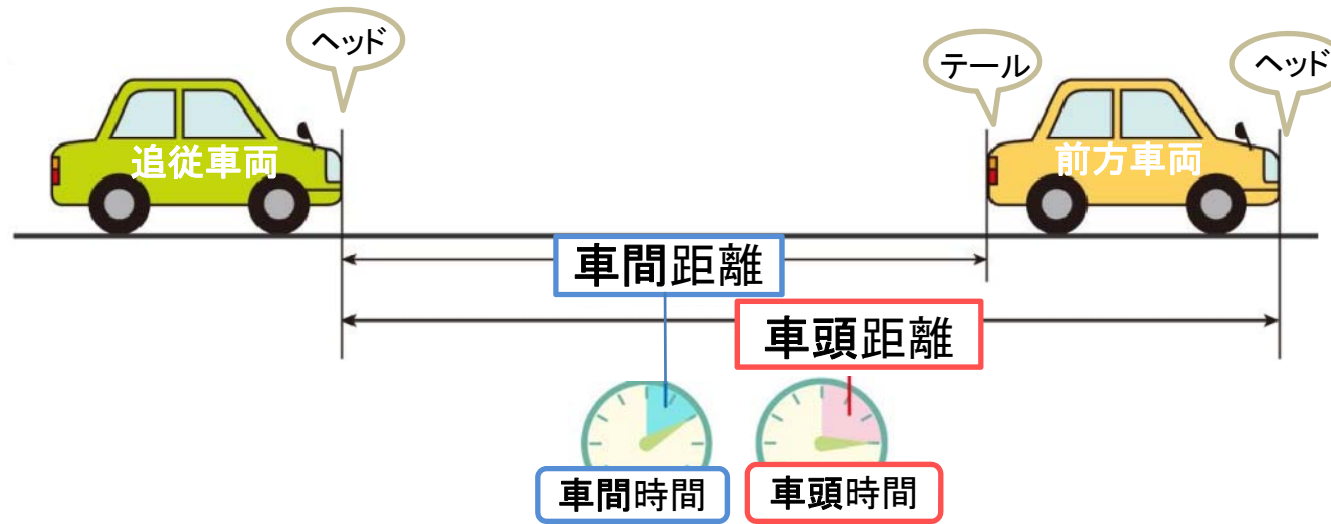 ヘッド
テール
ヘッド
追従車両
前方車両
車間距離
車頭距離
車間時間
車頭時間